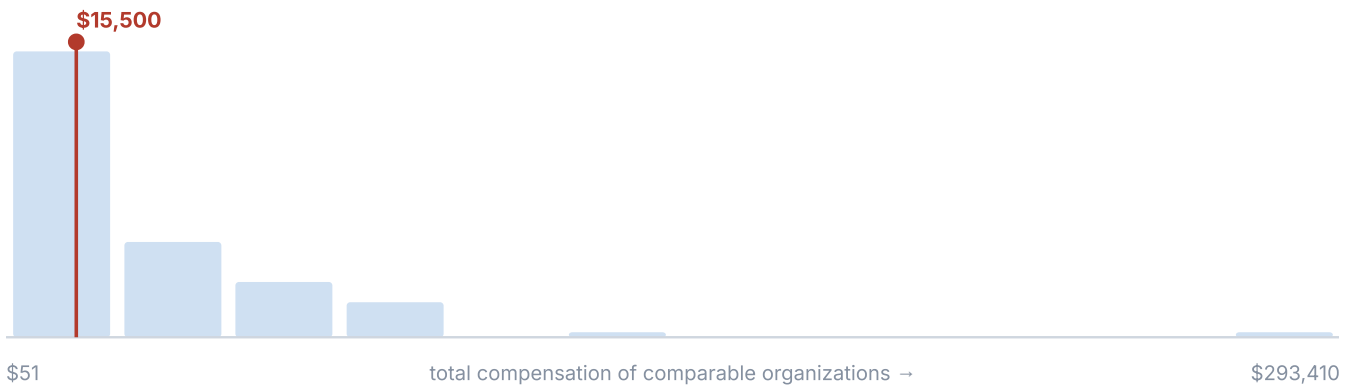 $15,500
$51 total compensation of comparable organizations → $293,410